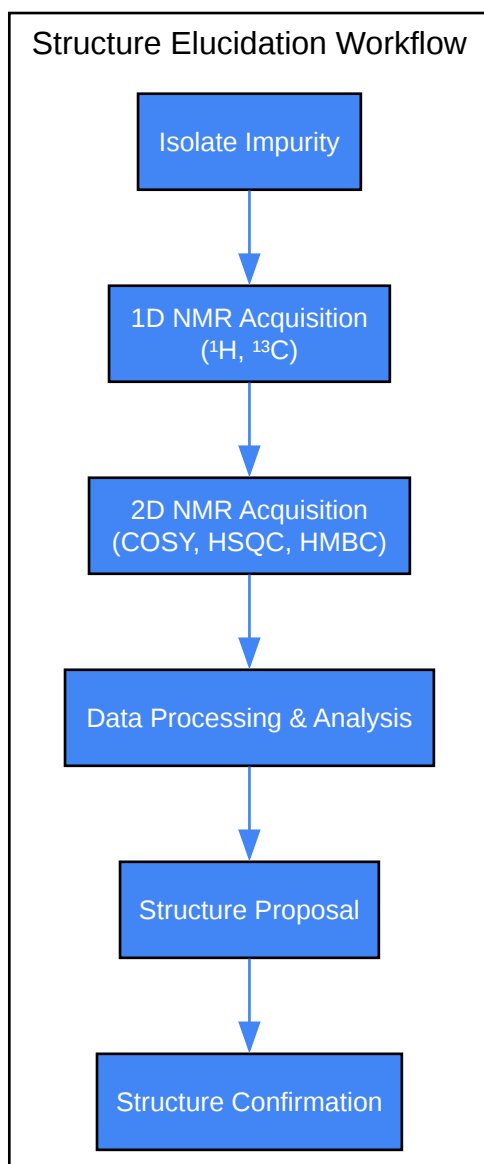 Structure Elucidation Workflow
Isolate Impurity
1D NMR Acquisition
(¹H, ¹³C)
2D NMR Acquisition
(COSY, HSQC, HMBC)
Data Processing & Analysis
Structure Proposal
Structure Confirmation